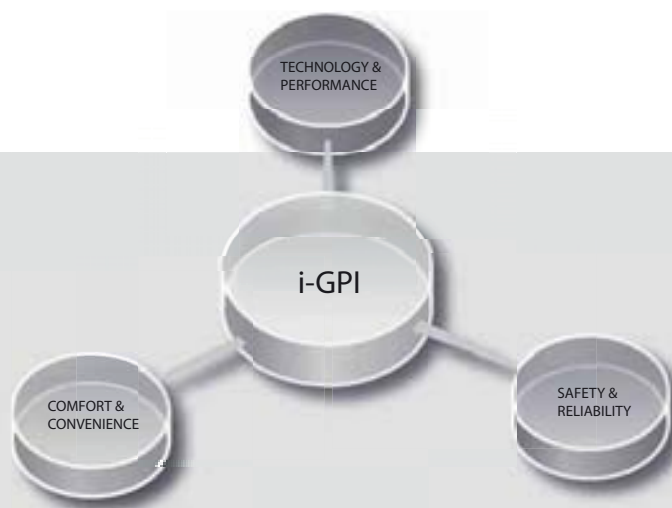 TECHNOLOGY &
PERFORMANCE
i-GPI
COMFORT &
CONVENIENCE
SAFETY &
RELIABILITY